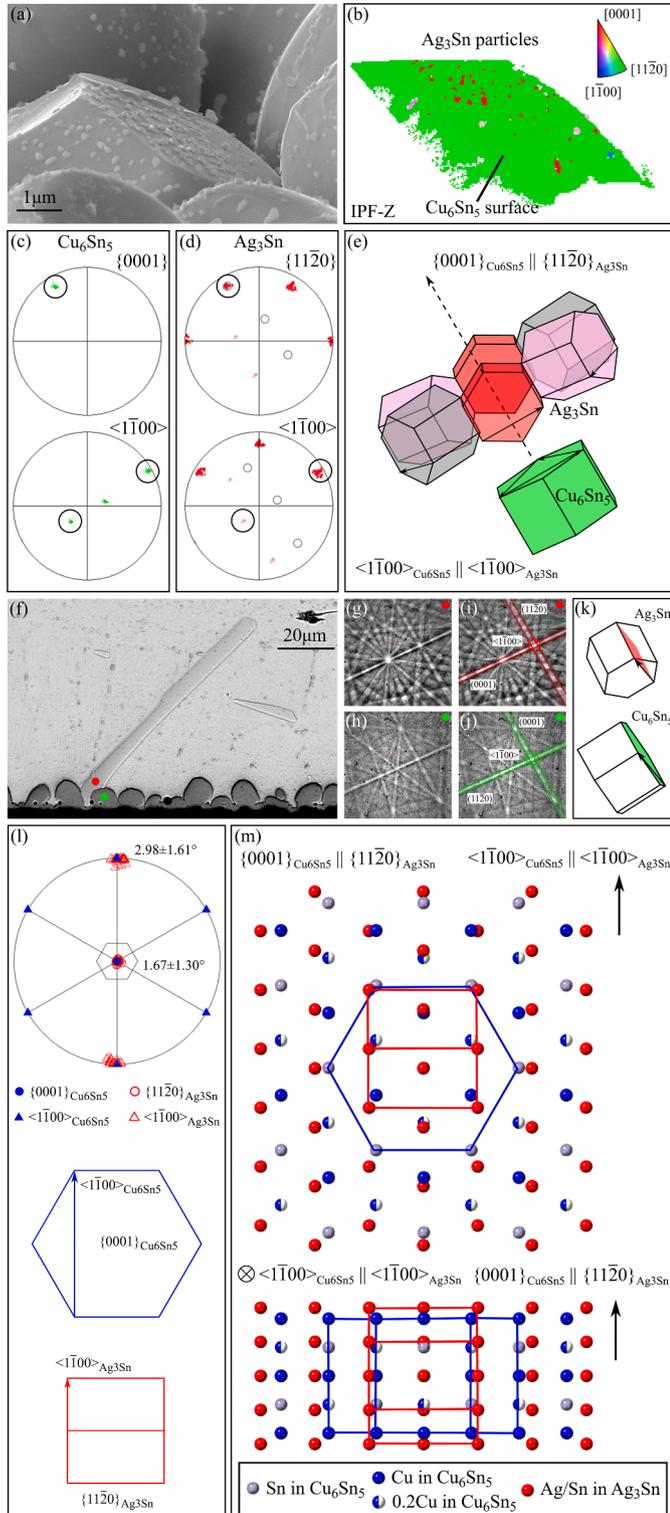 (a)
1μm
(b)
Ag₃Sn particles
[0001]
[112̅0]
[11̅00]
Cu₆Sn₅ surface
IPF-Z
(c)
Cu₆Sn₅
{0001}
<11̅00>
(d)
Ag₃Sn
{112̅0}
<11̅00>
(e)
{0001}Cu6Sn5 || {112̅0}Ag3Sn
Ag₃Sn
Cu₆Sn₅
<11̅00>Cu6Sn5 || <11̅00>Ag3Sn
(f)
20μm
(g)
(i)
(112̅0)
<11̅00>
(0001)
(h)
(j)
(0001)
<11̅00>
(112̅0)
(k)
Ag₃Sn
Cu₆Sn₅
(l)
2.98±1.61°
1.67±1.30°
{0001}Cu6Sn5
{112̅0}Ag3Sn
<11̅00>Cu6Sn5
<11̅00>Ag3Sn
<11̅00>Cu6Sn5
{0001}Cu6Sn5
<11̅00>Ag3Sn
{112̅0}Ag3Sn
(m)
{0001}Cu6Sn5 || {112̅0}Ag3Sn
<11̅00>Cu6Sn5 || <11̅00>Ag3Sn
⊗ <11̅00>Cu6Sn5 || <11̅00>Ag3Sn
{0001}Cu6Sn5 || {112̅0}Ag3Sn
Sn in Cu₆Sn₅
Cu in Cu₆Sn₅
0.2Cu in Cu₆Sn₅
Ag/Sn in Ag₃Sn